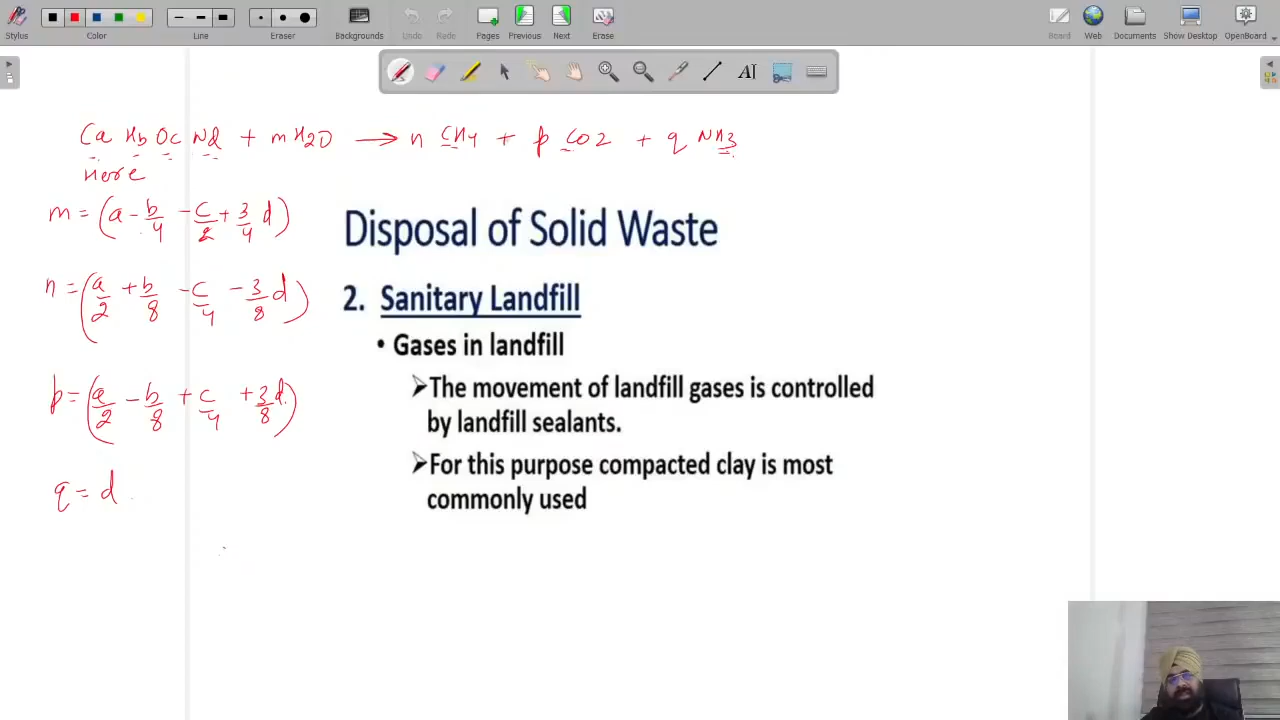 Stylus Color Line Eraser Backgrounds Undo Redo Pages Previous Next Erase Board Web Documents Show Desktop OpenBoard
Ca Hb Oc Nd + m H2O → n CH4 + p CO2 + q NH3
Here
m = (a - b/4 - c/2 + 3/4 d)
n = (a/2 + b/8 - c/4 - 3/8 d)
p = (a/2 - b/8 + c/4 + 3/8 d)
q = d
Disposal of Solid Waste
2. Sanitary Landfill
• Gases in landfill
➢The movement of landfill gases is controlled
by landfill sealants.
➢For this purpose compacted clay is most
commonly used